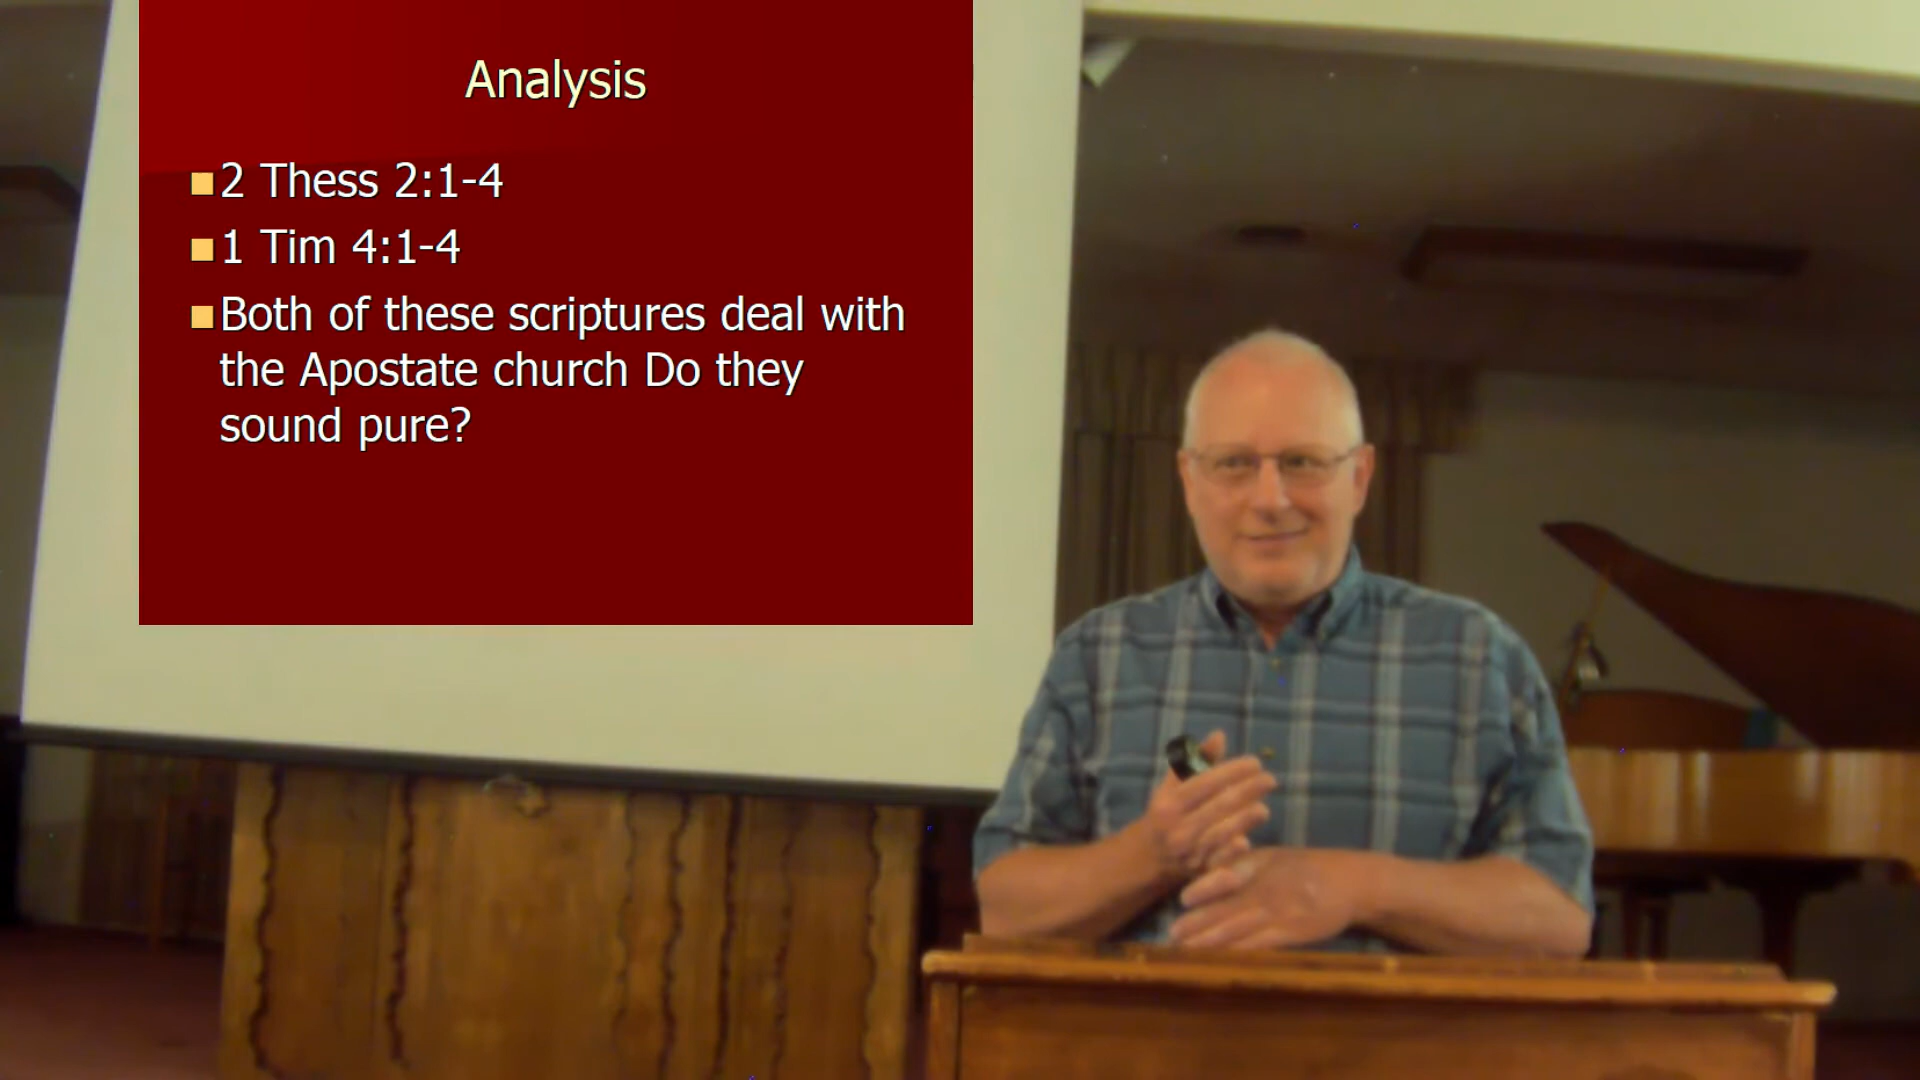 Analysis
2 Thess 2:1-4
1 Tim 4:1-4
Both of these scriptures deal with
the Apostate church Do they
sound pure?